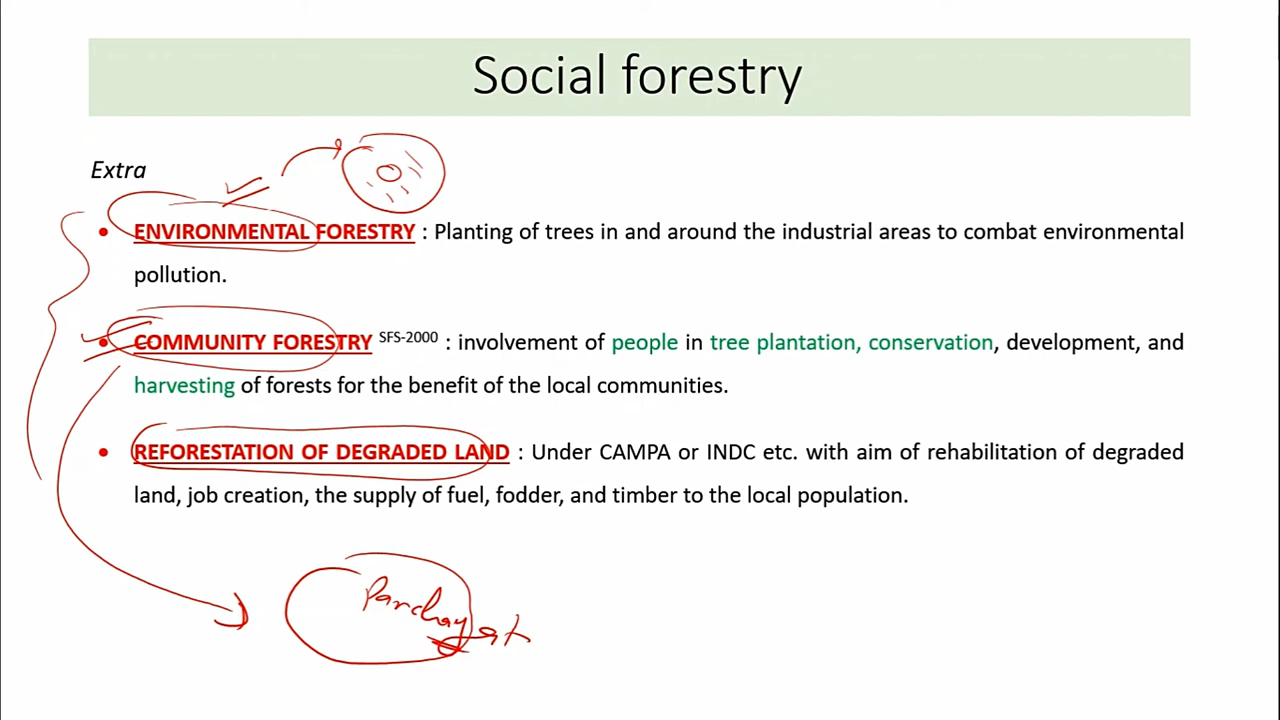 Social forestry
Extra
• ENVIRONMENTAL FORESTRY : Planting of trees in and around the industrial areas to combat environmental
pollution.
• COMMUNITY FORESTRY SFS-2000 : involvement of people in tree plantation, conservation, development, and
harvesting of forests for the benefit of the local communities.
• REFORESTATION OF DEGRADED LAND : Under CAMPA or INDC etc. with aim of rehabilitation of degraded
land, job creation, the supply of fuel, fodder, and timber to the local population.
Panchayat